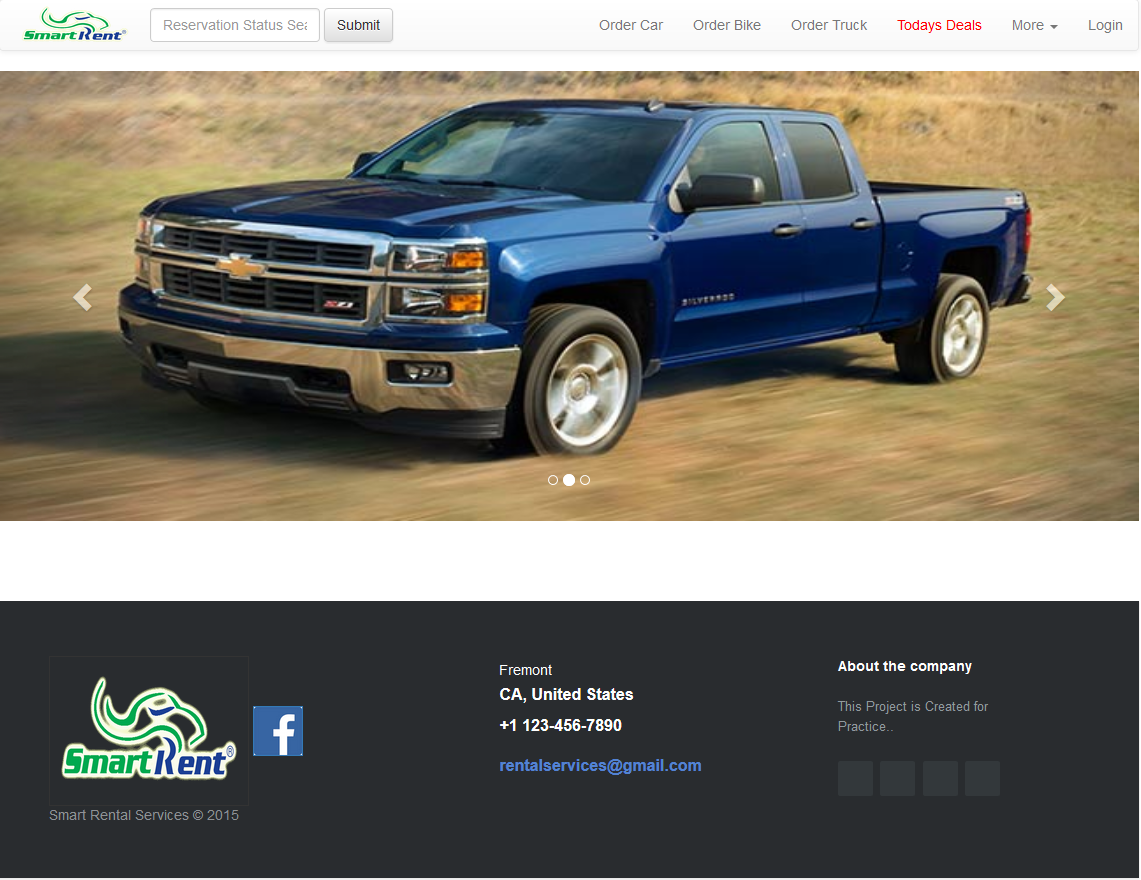 SmartRent®
Reservation Status Sea
Submit
Order Car
Order Bike
Order Truck
Todays Deals
More
Login
Z71
SILVERADO
SmartRent®
f
Smart Rental Services © 2015
Fremont
CA, United States
+1 123-456-7890
rentalservices@gmail.com
About the company
This Project is Created for
Practice..